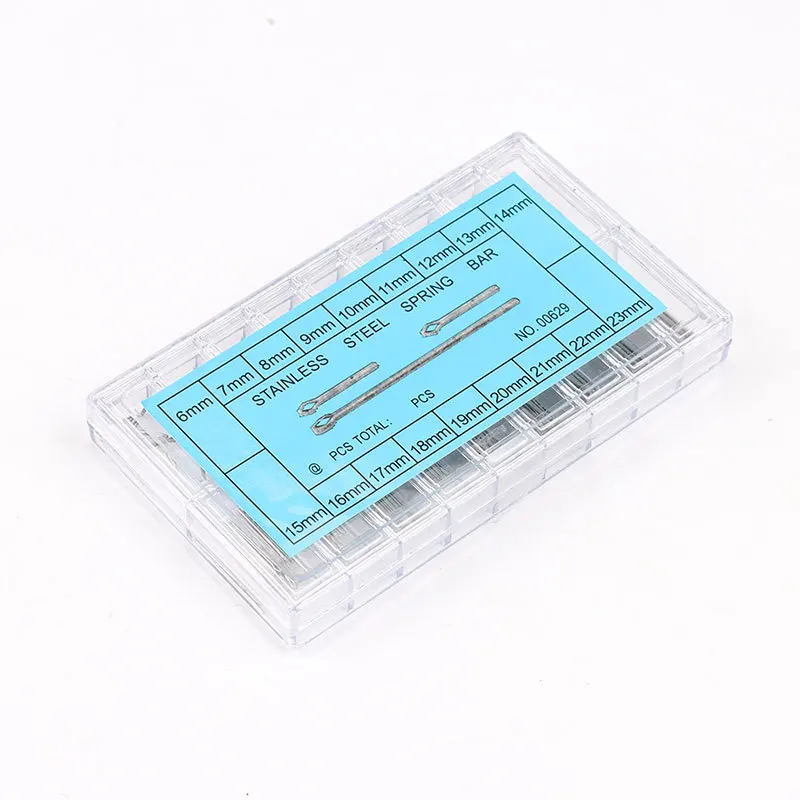 6mm 7mm 8mm 9mm 10mm 11mm 12mm 13mm 14mm
STAINLESS STEEL SPRING BAR
NO. 00629
@ PCS TOTAL: PCS
15mm 16mm 17mm 18mm 19mm 20mm 21mm 22mm 23mm